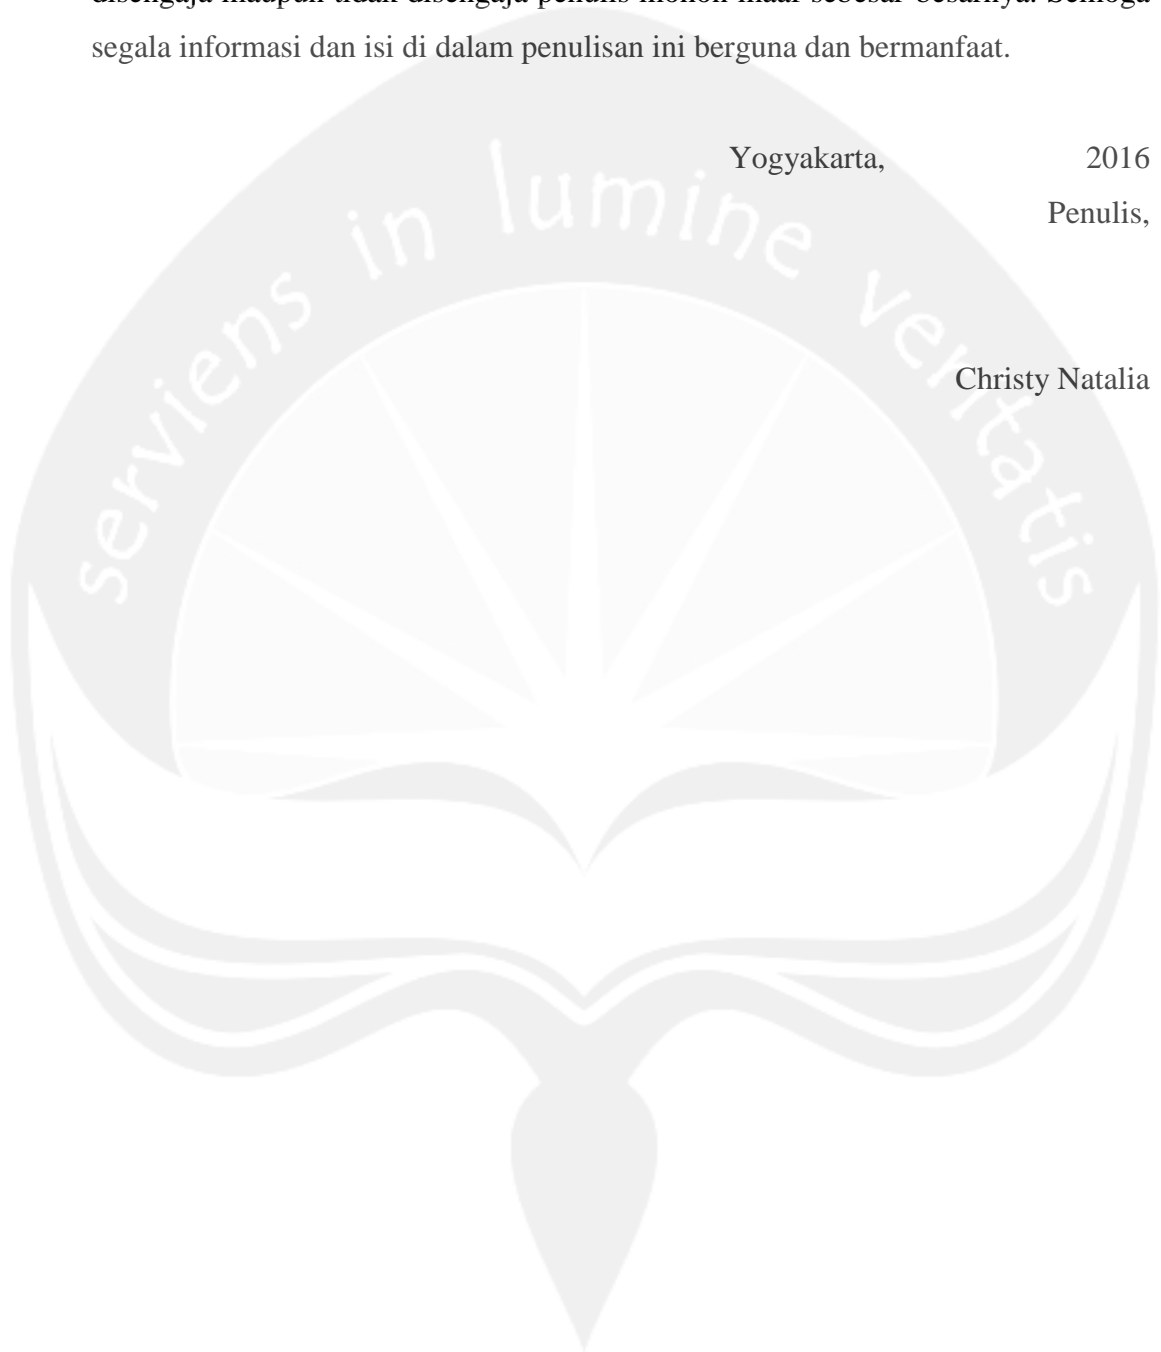 disengaja maupun tidak disengaja penulis mohon maaf sebesar-besarnya. Semoga
segala informasi dan isi di dalam penulisan ini berguna dan bermanfaat.
Yogyakarta, 2016
Penulis,
Christy Natalia
serviens in lumine veritatis